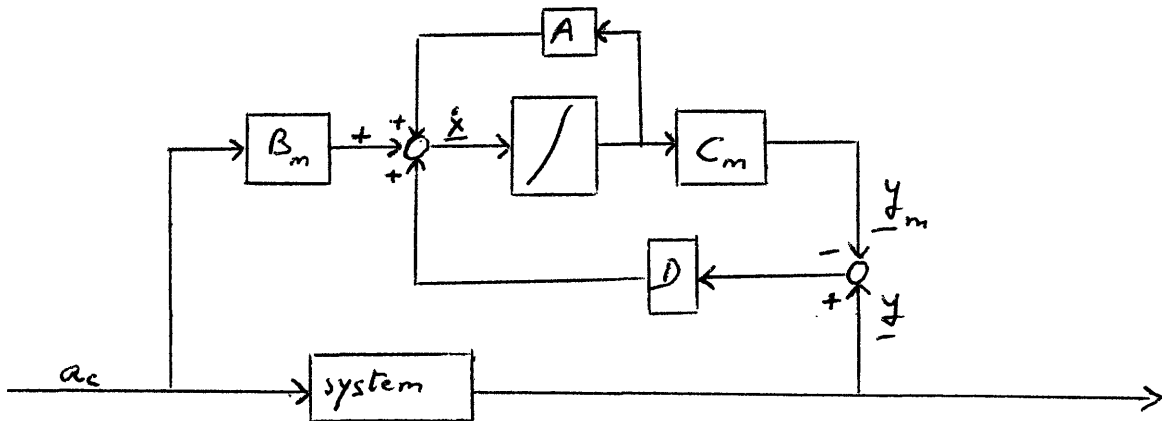 A
B_m
+
+
+
ẋ
∫
C_m
y_m
−
D
+
y
a_c
system